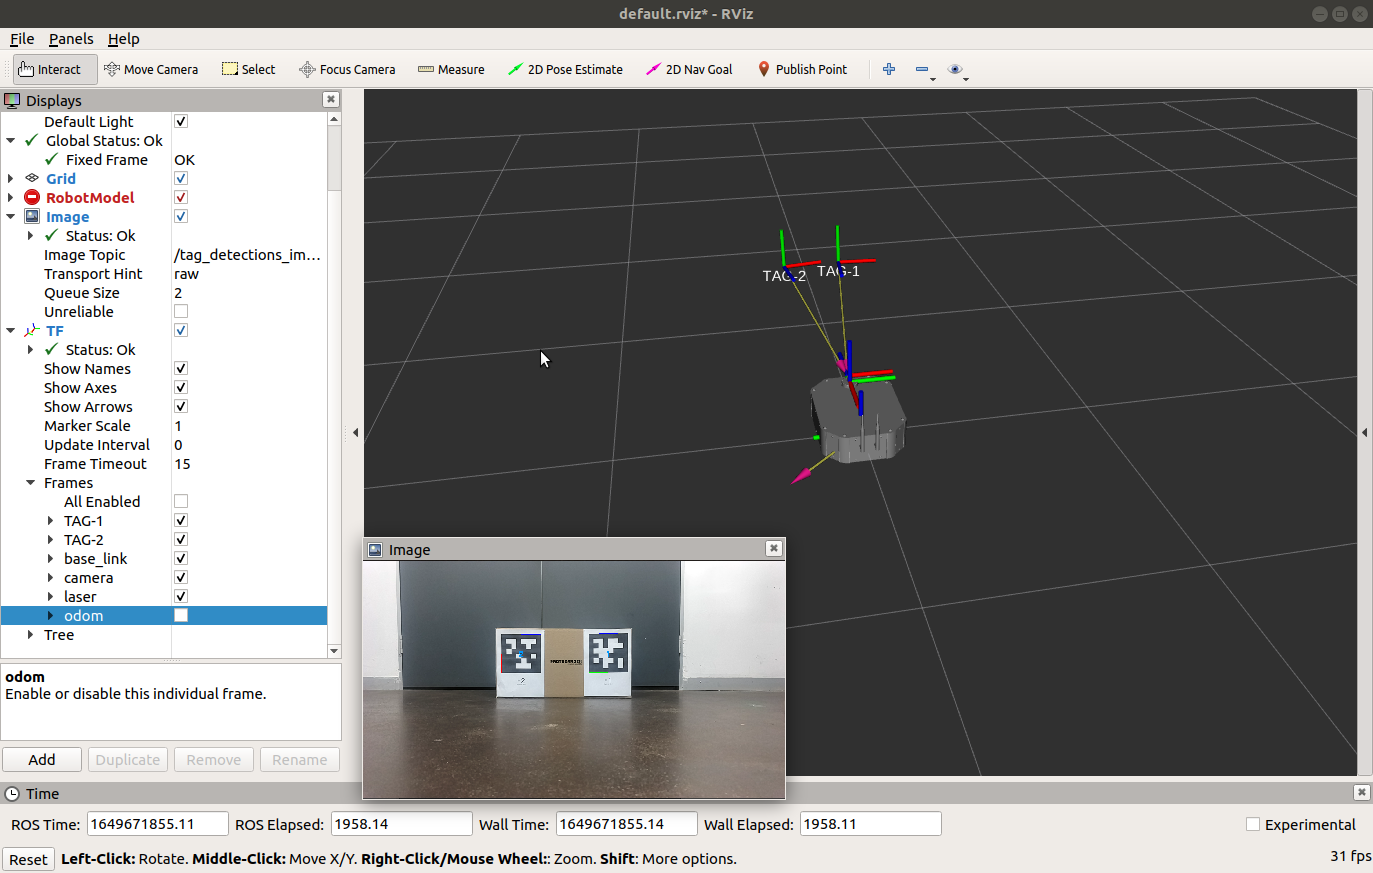 default.rviz* - RViz
File Panels Help
Interact Move Camera Select Focus Camera Measure 2D Pose Estimate 2D Nav Goal Publish Point
Displays
Default Light
Global Status: Ok
Fixed Frame OK
Grid
RobotModel
Image
Status: Ok
Image Topic /tag_detections_im...
Transport Hint raw
Queue Size 2
Unreliable
TF
Status: Ok
Show Names
Show Axes
Show Arrows
Marker Scale 1
Update Interval 0
Frame Timeout 15
Frames
All Enabled
TAG-1
TAG-2
base_link
camera
laser
odom
Tree
odom
Enable or disable this individual frame.
Add Duplicate Remove Rename
TAG-2 TAG-1
Image
Time
ROS Time: 1649671855.11 ROS Elapsed: 1958.14 Wall Time: 1649671855.14 Wall Elapsed: 1958.11 Experimental
Reset Left-Click: Rotate. Middle-Click: Move X/Y. Right-Click/Mouse Wheel:: Zoom. Shift: More options. 31 fps